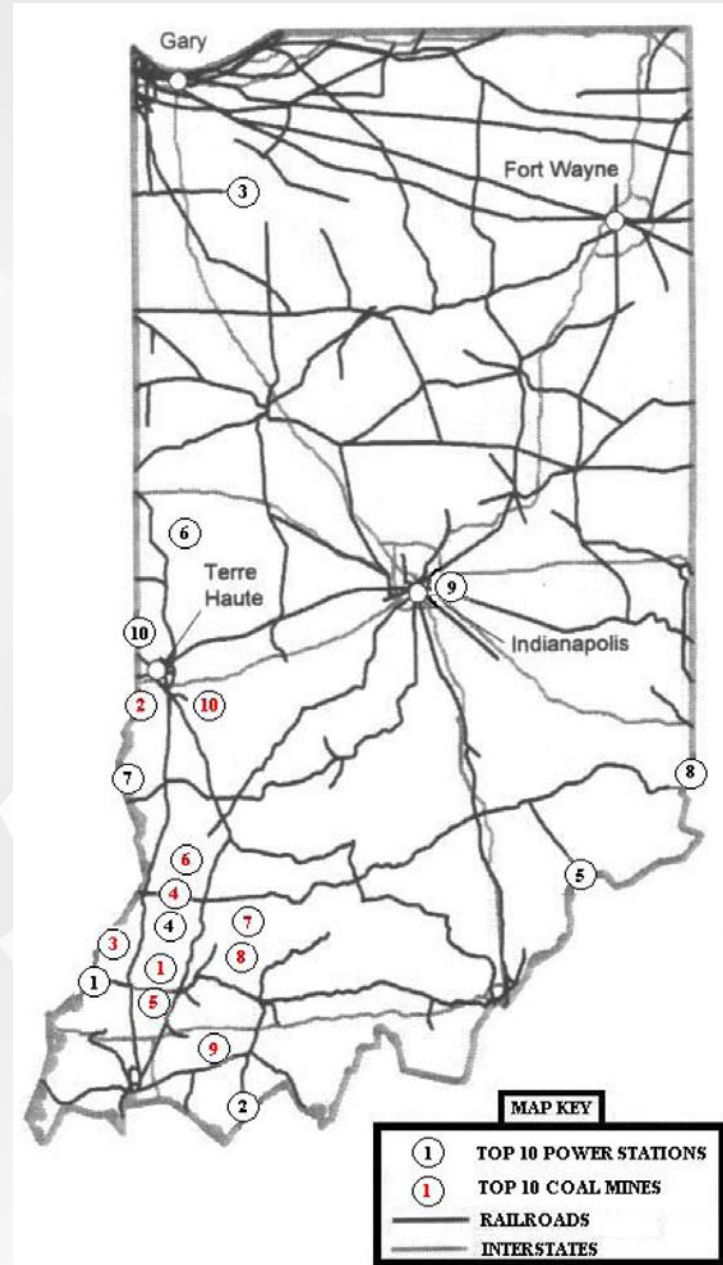 Gary
3
Fort Wayne
6
Terre
Haute
9
10
Indianapolis
2
10
7
8
6
5
4
4
7
3
8
1
1
5
9
2
MAP KEY
1 TOP 10 POWER STATIONS
1 TOP 10 COAL MINES
RAILROADS
INTERSTATES